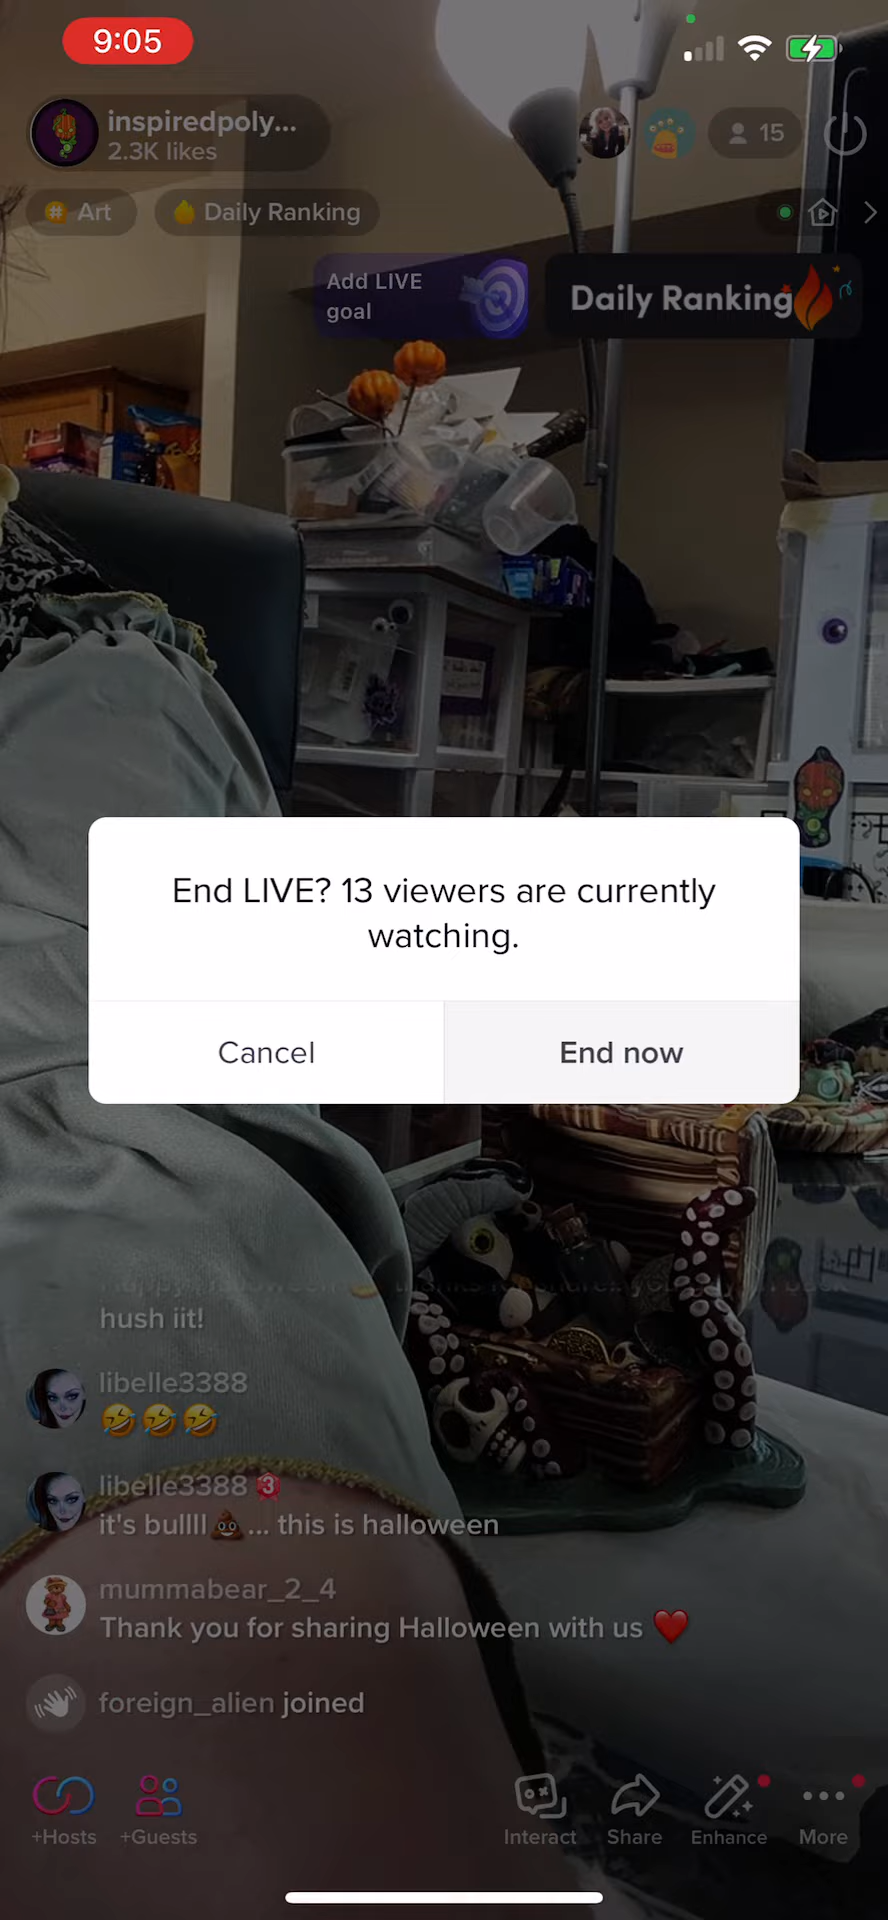 9:05
inspiredpoly...
2.3K likes
15
# Art
Daily Ranking
Add LIVE
goal
Daily Ranking
End LIVE? 13 viewers are currently
watching.
Cancel
End now
hush iit!
libelle3388
🤣🤣🤣
libelle3388 3
it's bullll💩... this is halloween
mummabear_2_4
Thank you for sharing Halloween with us ❤️
foreign_alien joined
+Hosts
+Guests
Interact
Share
Enhance
More